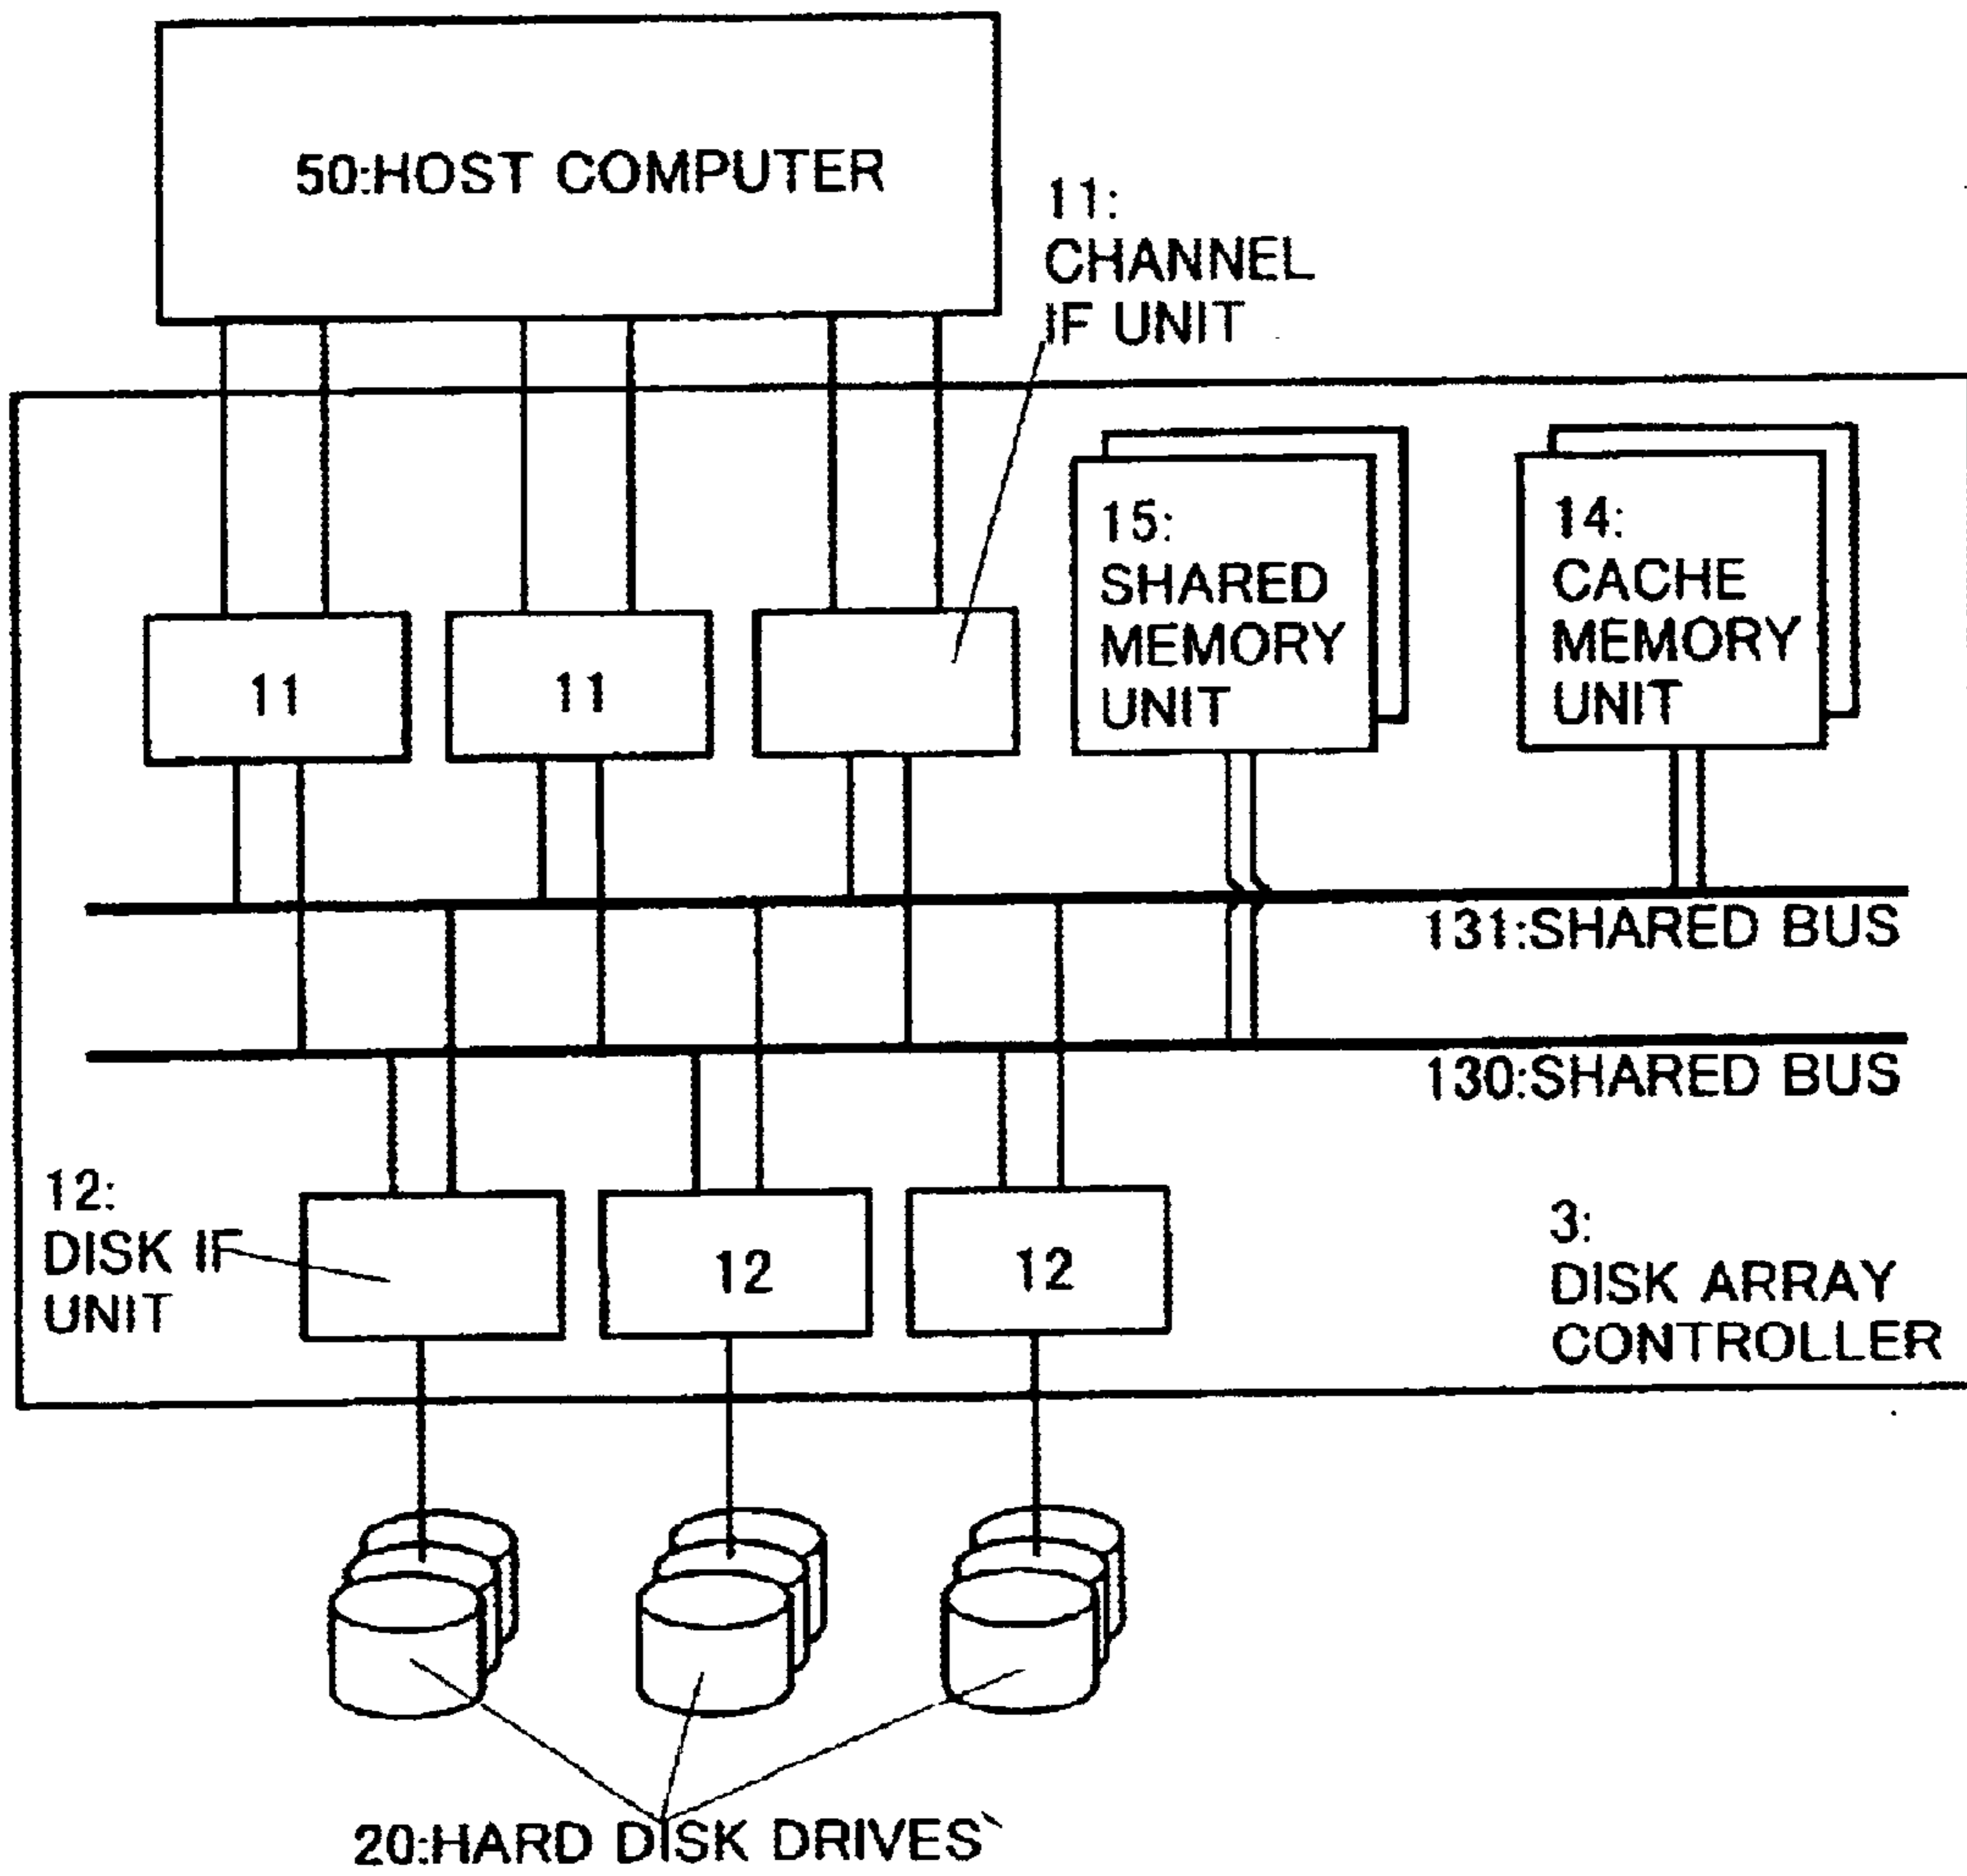 50:HOST COMPUTER
11:
CHANNEL
IF UNIT
15:
SHARED
MEMORY
UNIT
14:
CACHE
MEMORY
UNIT
11
11
131:SHARED BUS
130:SHARED BUS
12:
DISK IF
UNIT
12
12
3:
DISK ARRAY
CONTROLLER
20:HARD DISK DRIVES